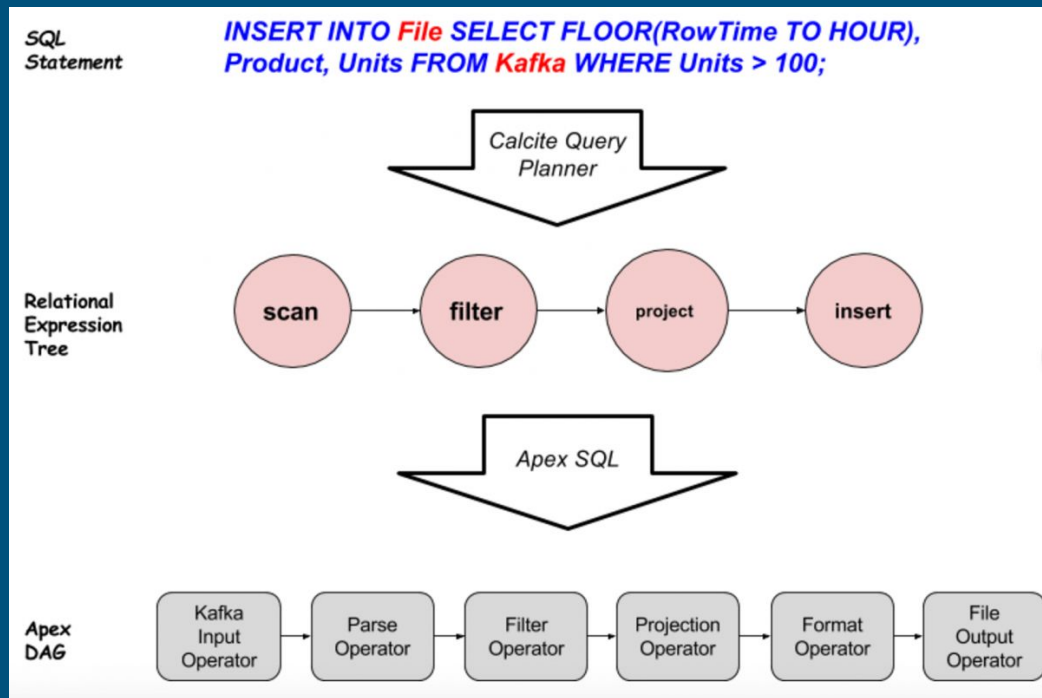 SQL
Statement
INSERT INTO File SELECT FLOOR(RowTime TO HOUR),
Product, Units FROM Kafka WHERE Units > 100;
Calcite Query
Planner
Relational
Expression
Tree
scan
filter
project
insert
Apex SQL
Apex
DAG
Kafka
Input
Operator
Parse
Operator
Filter
Operator
Projection
Operator
Format
Operator
File
Output
Operator